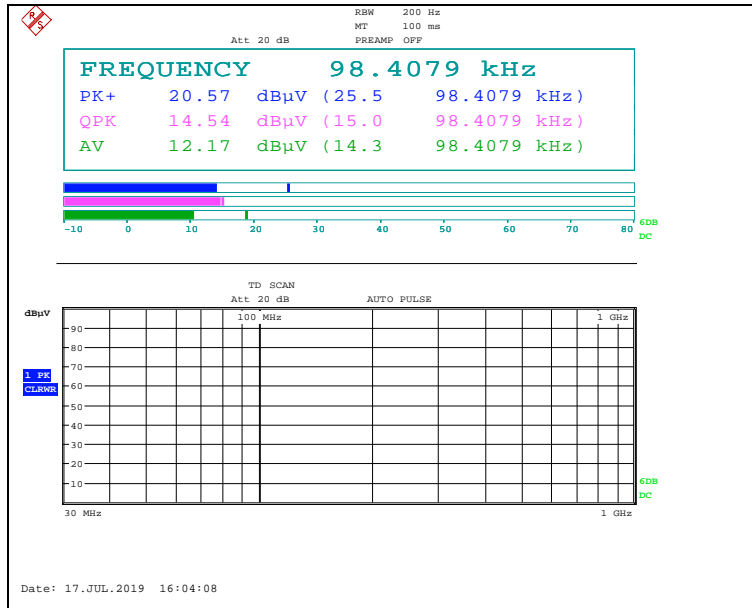 R S
RBW 200 Hz
MT 100 ms
Att 20 dB PREAMP OFF
FREQUENCY 98.4079 kHz
PK+ 20.57 dBµV (25.5 98.4079 kHz)
QPK 14.54 dBµV (15.0 98.4079 kHz)
AV 12.17 dBµV (14.3 98.4079 kHz)
-10 0 10 20 30 40 50 60 70 80
6DB
DC
TD SCAN
Att 20 dB AUTO PULSE
dBµV
100 MHz 1 GHz
90
80
70
1 PK
60
CLRWR
50
40
30
20
10
6DB
DC
30 MHz 1 GHz
Date: 17.JUL.2019 16:04:08